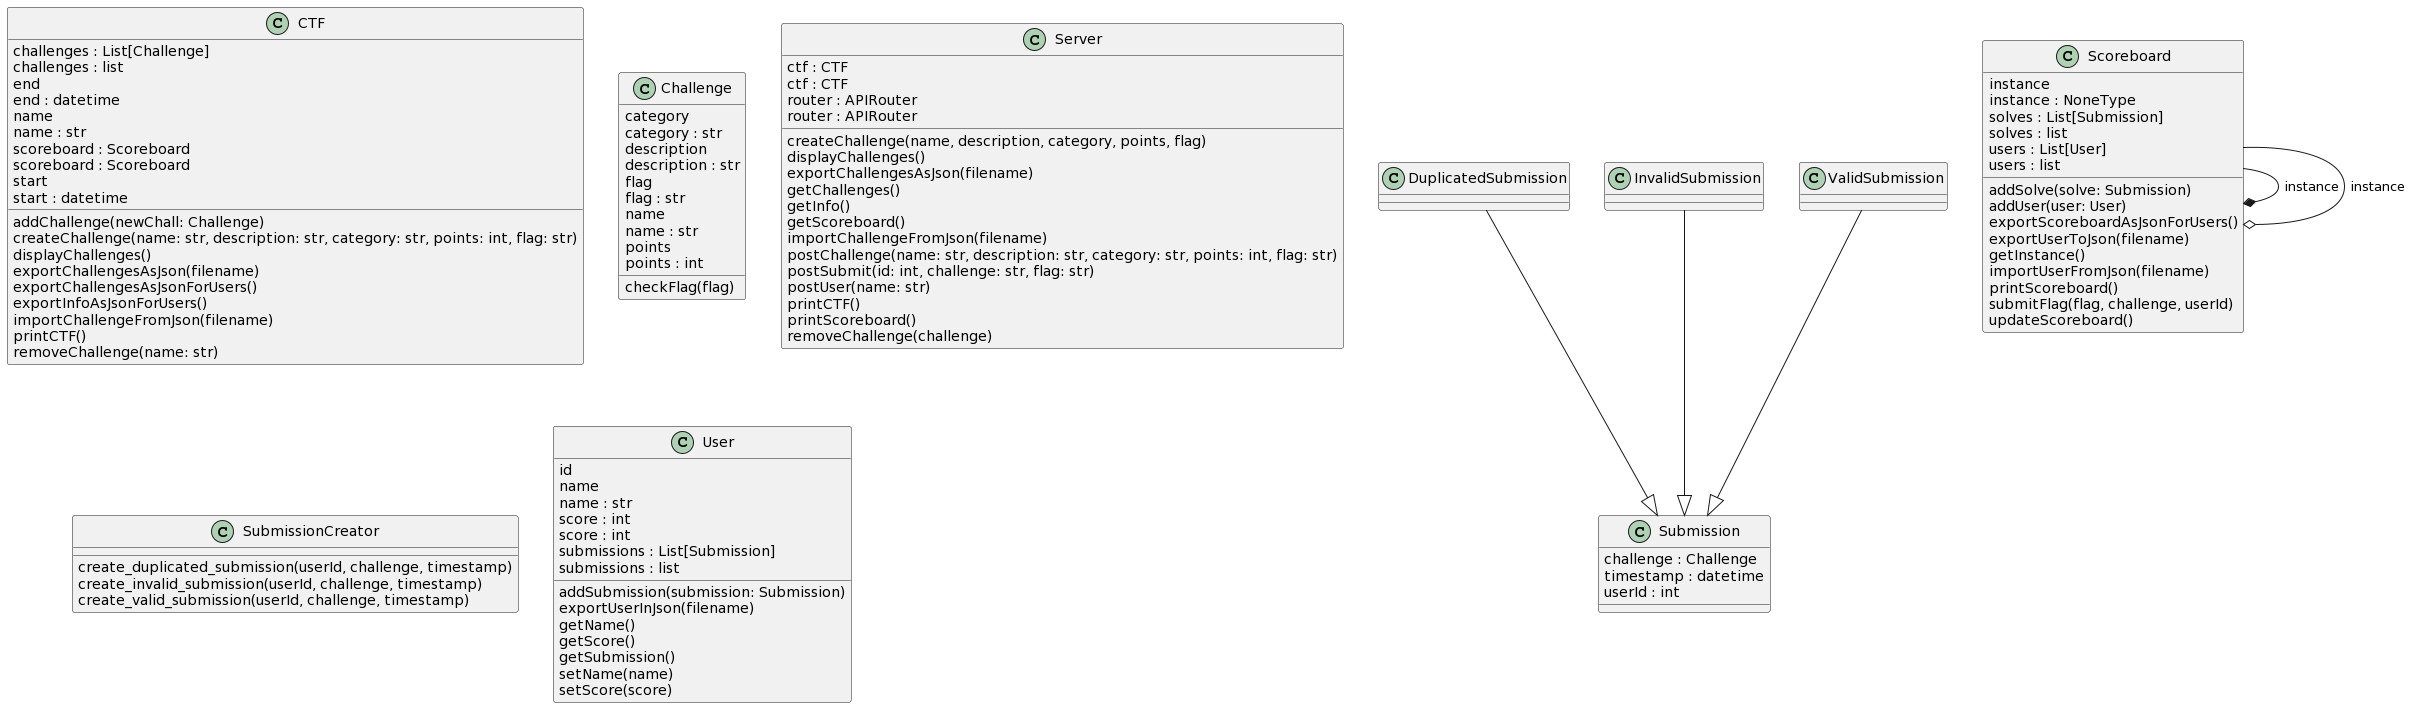 C CTF
challenges : List[Challenge]
challenges : list
end
end : datetime
name
name : str
scoreboard : Scoreboard
scoreboard : Scoreboard
start
start : datetime
addChallenge(newChall: Challenge)
createChallenge(name: str, description: str, category: str, points: int, flag: str)
displayChallenges()
exportChallengesAsJson(filename)
exportChallengesAsJsonForUsers()
exportInfoAsJsonForUsers()
importChallengeFromJson(filename)
printCTF()
removeChallenge(name: str)
C Challenge
category
category : str
description
description : str
flag
flag : str
name
name : str
points
points : int
checkFlag(flag)
C Server
ctf : CTF
ctf : CTF
router : APIRouter
router : APIRouter
createChallenge(name, description, category, points, flag)
displayChallenges()
exportChallengesAsJson(filename)
getChallenges()
getInfo()
getScoreboard()
importChallengeFromJson(filename)
postChallenge(name: str, description: str, category: str, points: int, flag: str)
postSubmit(id: int, challenge: str, flag: str)
postUser(name: str)
printCTF()
printScoreboard()
removeChallenge(challenge)
C DuplicatedSubmission
C InvalidSubmission
C ValidSubmission
C Scoreboard
instance
instance : NoneType
solves : List[Submission]
solves : list
users : List[User]
users : list
addSolve(solve: Submission)
addUser(user: User)
exportScoreboardAsJsonForUsers()
exportUserToJson(filename)
getInstance()
importUserFromJson(filename)
printScoreboard()
submitFlag(flag, challenge, userId)
updateScoreboard()
instance
instance
C SubmissionCreator
create_duplicated_submission(userId, challenge, timestamp)
create_invalid_submission(userId, challenge, timestamp)
create_valid_submission(userId, challenge, timestamp)
C User
id
name
name : str
score : int
score : int
submissions : List[Submission]
submissions : list
addSubmission(submission: Submission)
exportUserInJson(filename)
getName()
getScore()
getSubmission()
setName(name)
setScore(score)
C Submission
challenge : Challenge
timestamp : datetime
userId : int